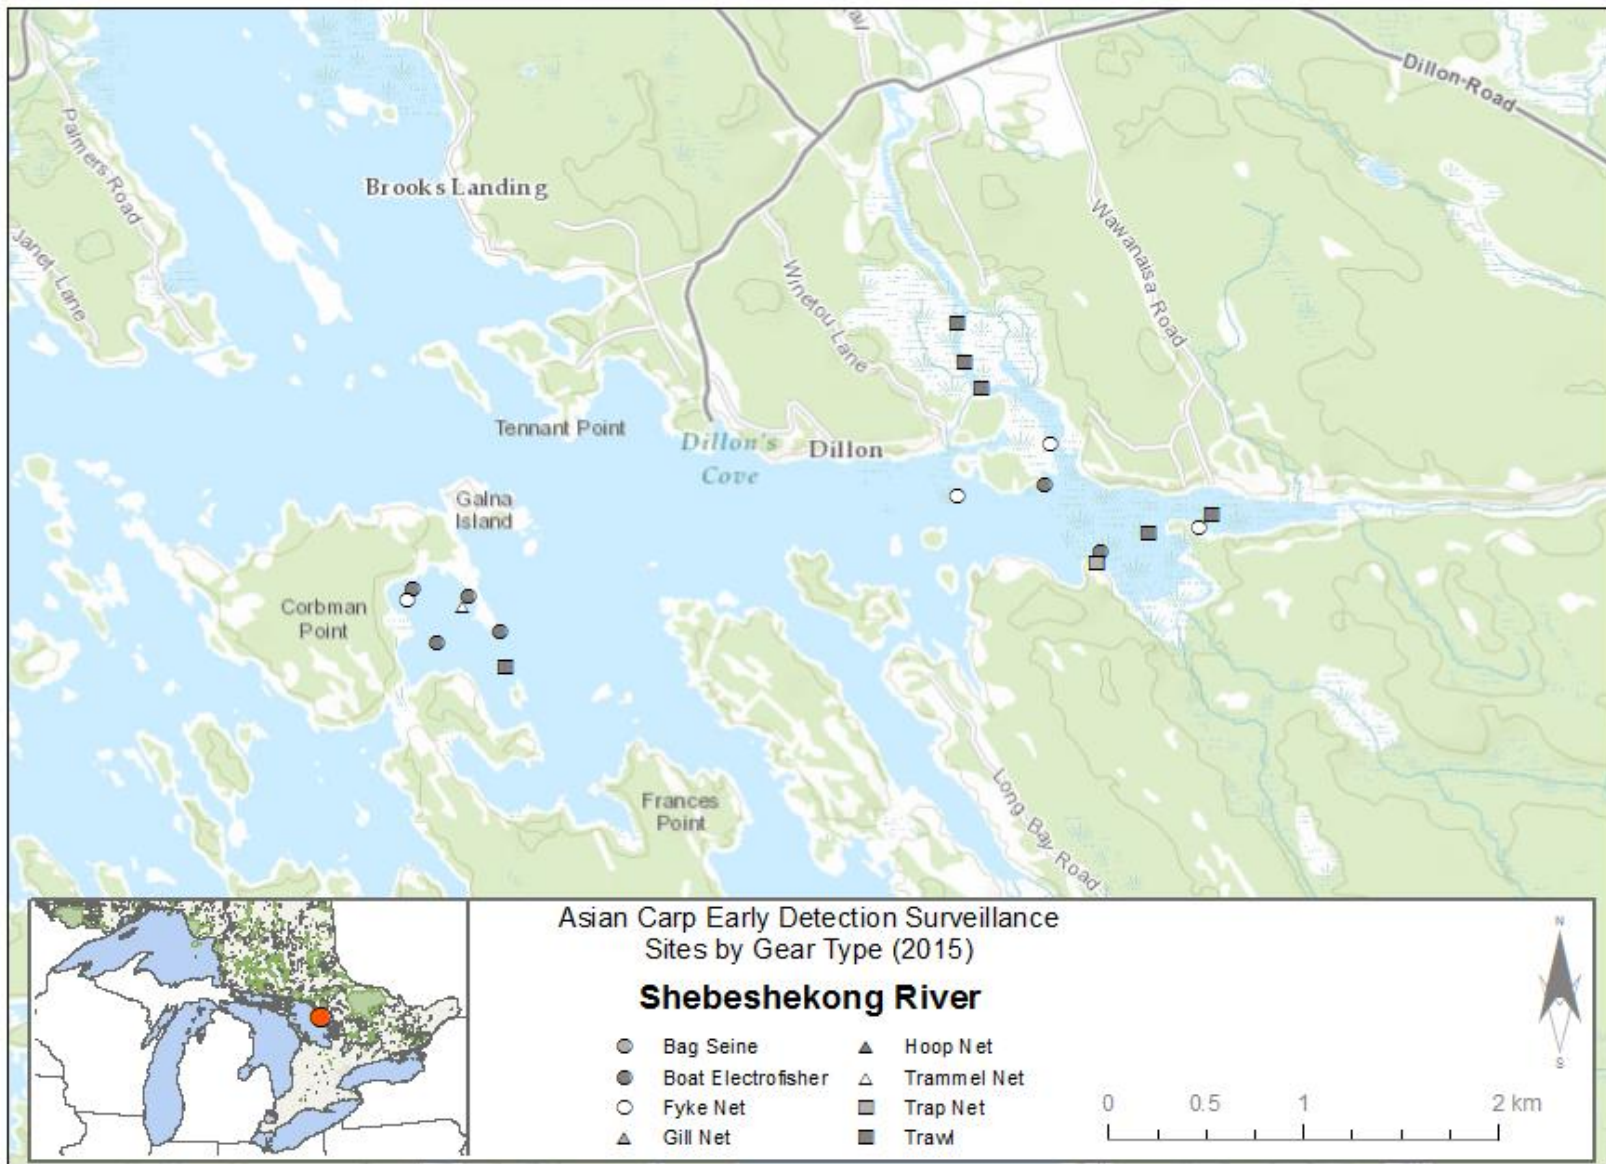 ail
Dillon Road
Palmers Road
Brooks Landing
Janet Lane
Wawanaisa Road
Winetou Lane
Tennant Point
Dillon's
Cove
Dillon
Galna
Island
Corbman
Point
Frances
Point
Long Bay Road
Asian Carp Early Detection Surveillance
Sites by Gear Type (2015)
Shebeshekong River
Bag Seine
Boat Electrofisher
Fyke Net
Gill Net
Hoop Net
Trammel Net
Trap Net
Trawl
0 0.5 1 2 km
N
S